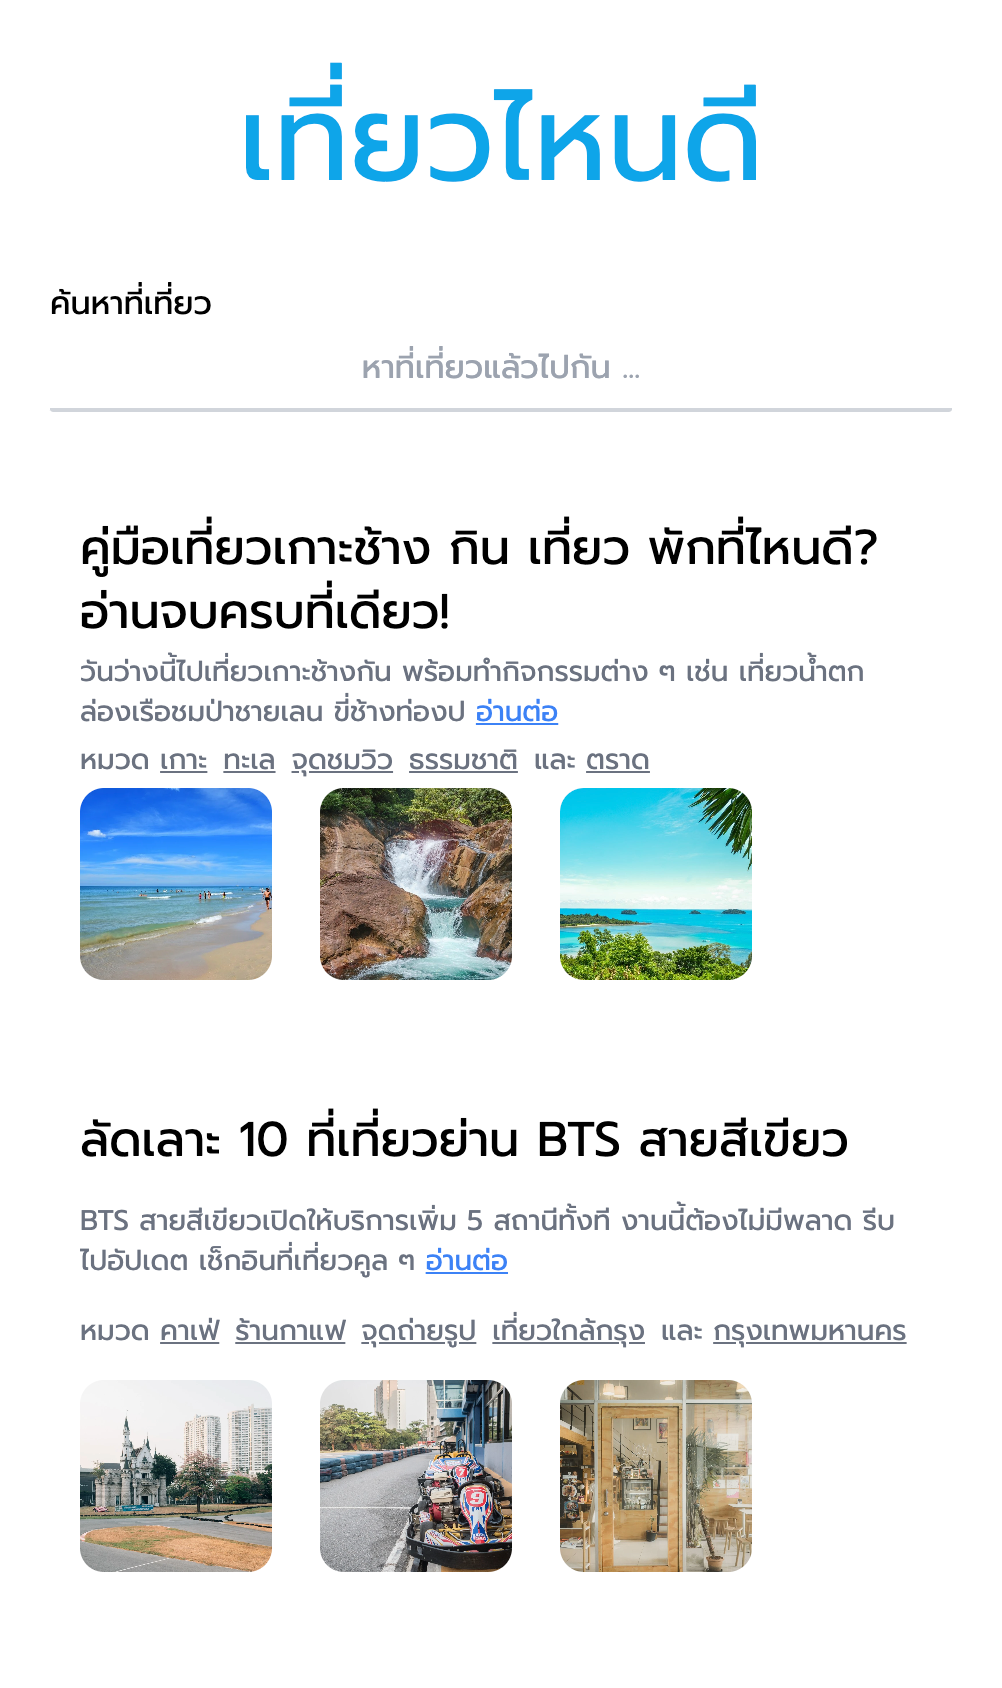 เที่ยวไหนดี
ค้นหาที่เที่ยว
หาที่เที่ยวแล้วไปกัน ...
คู่มือเที่ยวเกาะช้าง กิน เที่ยว พักที่ไหนดี?
อ่านจบครบที่เดียว!
วันว่างนี้ไปเที่ยวเกาะช้างกัน พร้อมทำกิจกรรมต่าง ๆ เช่น เที่ยวน้ำตก
ล่องเรือชมป่าชายเลน ขี่ช้างท่องป อ่านต่อ
หมวด เกาะ ทะเล จุดชมวิว ธรรมชาติ และ ตราด
ลัดเลาะ 10 ที่เที่ยวย่าน BTS สายสีเขียว
BTS สายสีเขียวเปิดให้บริการเพิ่ม 5 สถานีทั้งที งานนี้ต้องไม่มีพลาด รีบ
ไปอัปเดต เช็กอินที่เที่ยวคูล ๆ อ่านต่อ
หมวด คาเฟ่ ร้านกาแฟ จุดถ่ายรูป เที่ยวใกล้กรุง และ กรุงเทพมหานคร
9